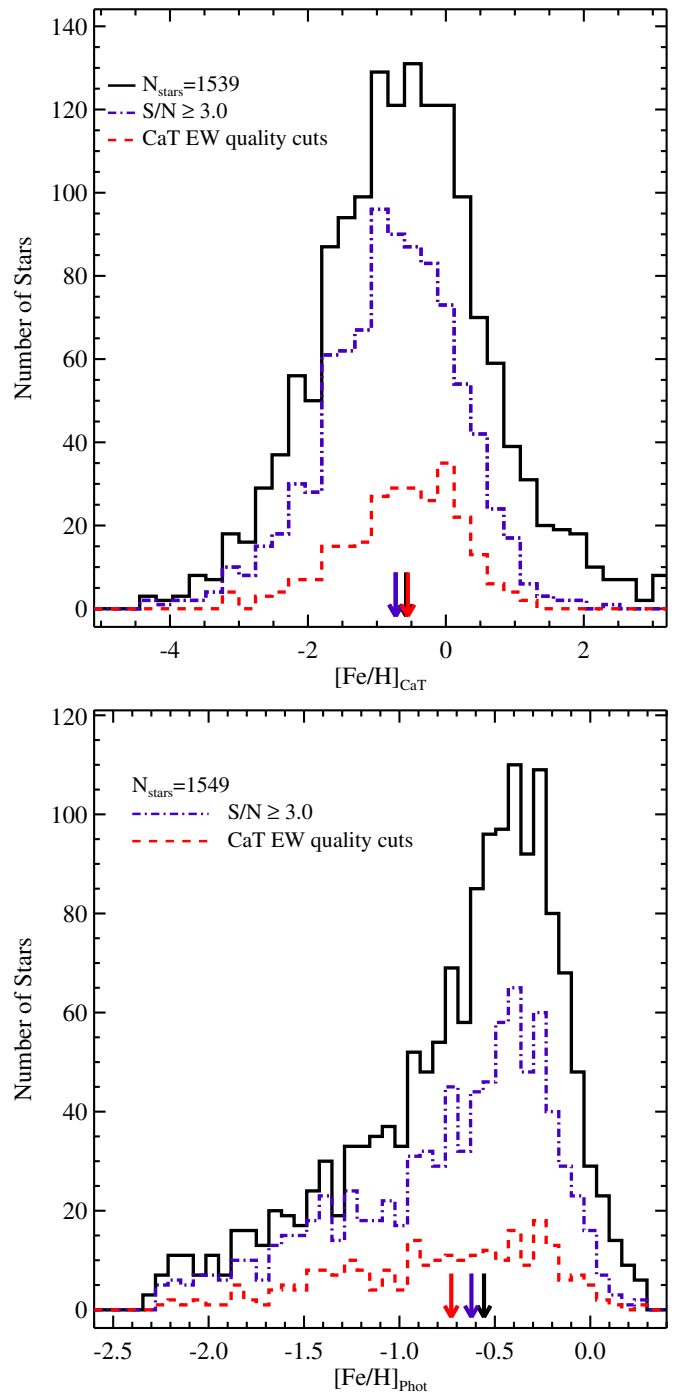 140
120
100
80
60
40
20
0
Number of Stars
N_stars=1539
S/N ≥ 3.0
CaT EW quality cuts
-4 -2 0 2
[Fe/H]_CaT
120
100
80
60
40
20
0
Number of Stars
N_stars=1549
S/N ≥ 3.0
CaT EW quality cuts
-2.5 -2.0 -1.5 -1.0 -0.5 0.0
[Fe/H]_Phot